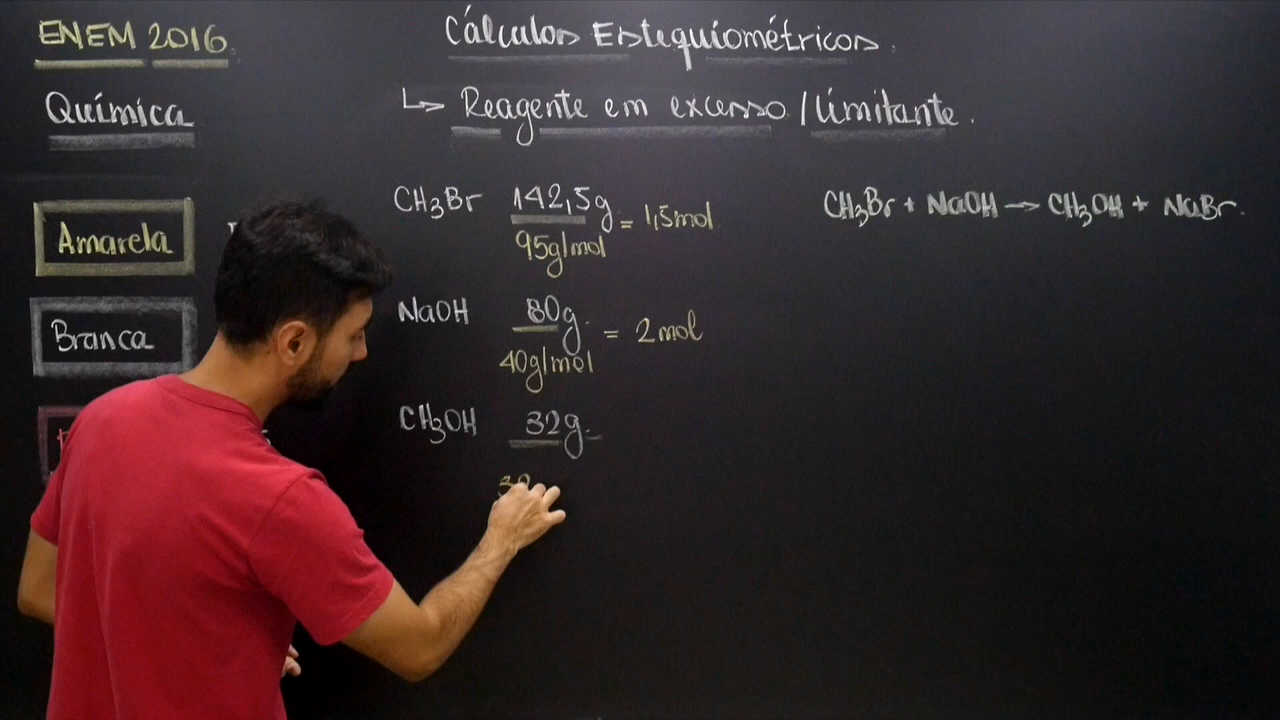 ENEM 2016
Química
Amarela
Branca
Cálculos Estequiométricos.
↳ Reagente em excesso / limitante.
CH3Br 142,5g = 1,5mol
95g/mol
NaOH 80g. = 2mol
40g/mol
CH3OH 32g.
CH3Br + NaOH → CH3OH + NaBr.